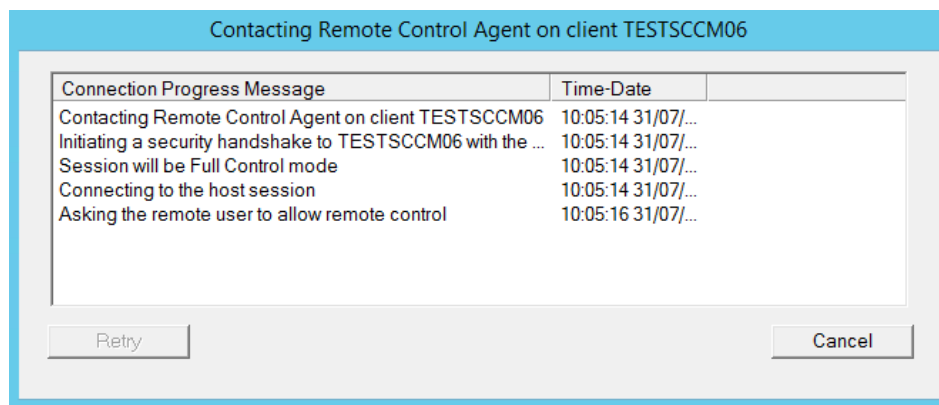 Contacting Remote Control Agent on client TESTSCCM06
Connection Progress Message Time-Date
Contacting Remote Control Agent on client TESTSCCM06 10:05:14 31/07/...
Initiating a security handshake to TESTSCCM06 with the ... 10:05:14 31/07/...
Session will be Full Control mode 10:05:14 31/07/...
Connecting to the host session 10:05:14 31/07/...
Asking the remote user to allow remote control 10:05:16 31/07/...
Retry Cancel